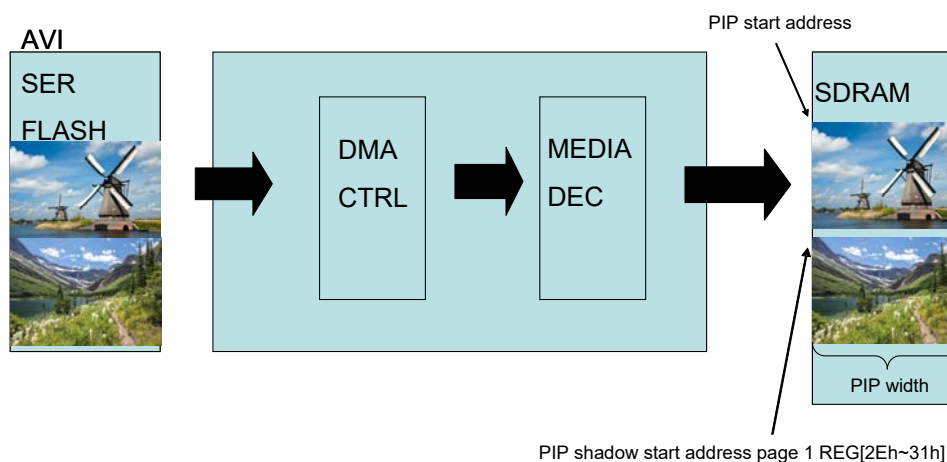 PIP start address
AVI
SER
FLASH
DMA
CTRL
MEDIA
DEC
SDRAM
PIP width
PIP shadow start address page 1 REG[2Eh~31h]